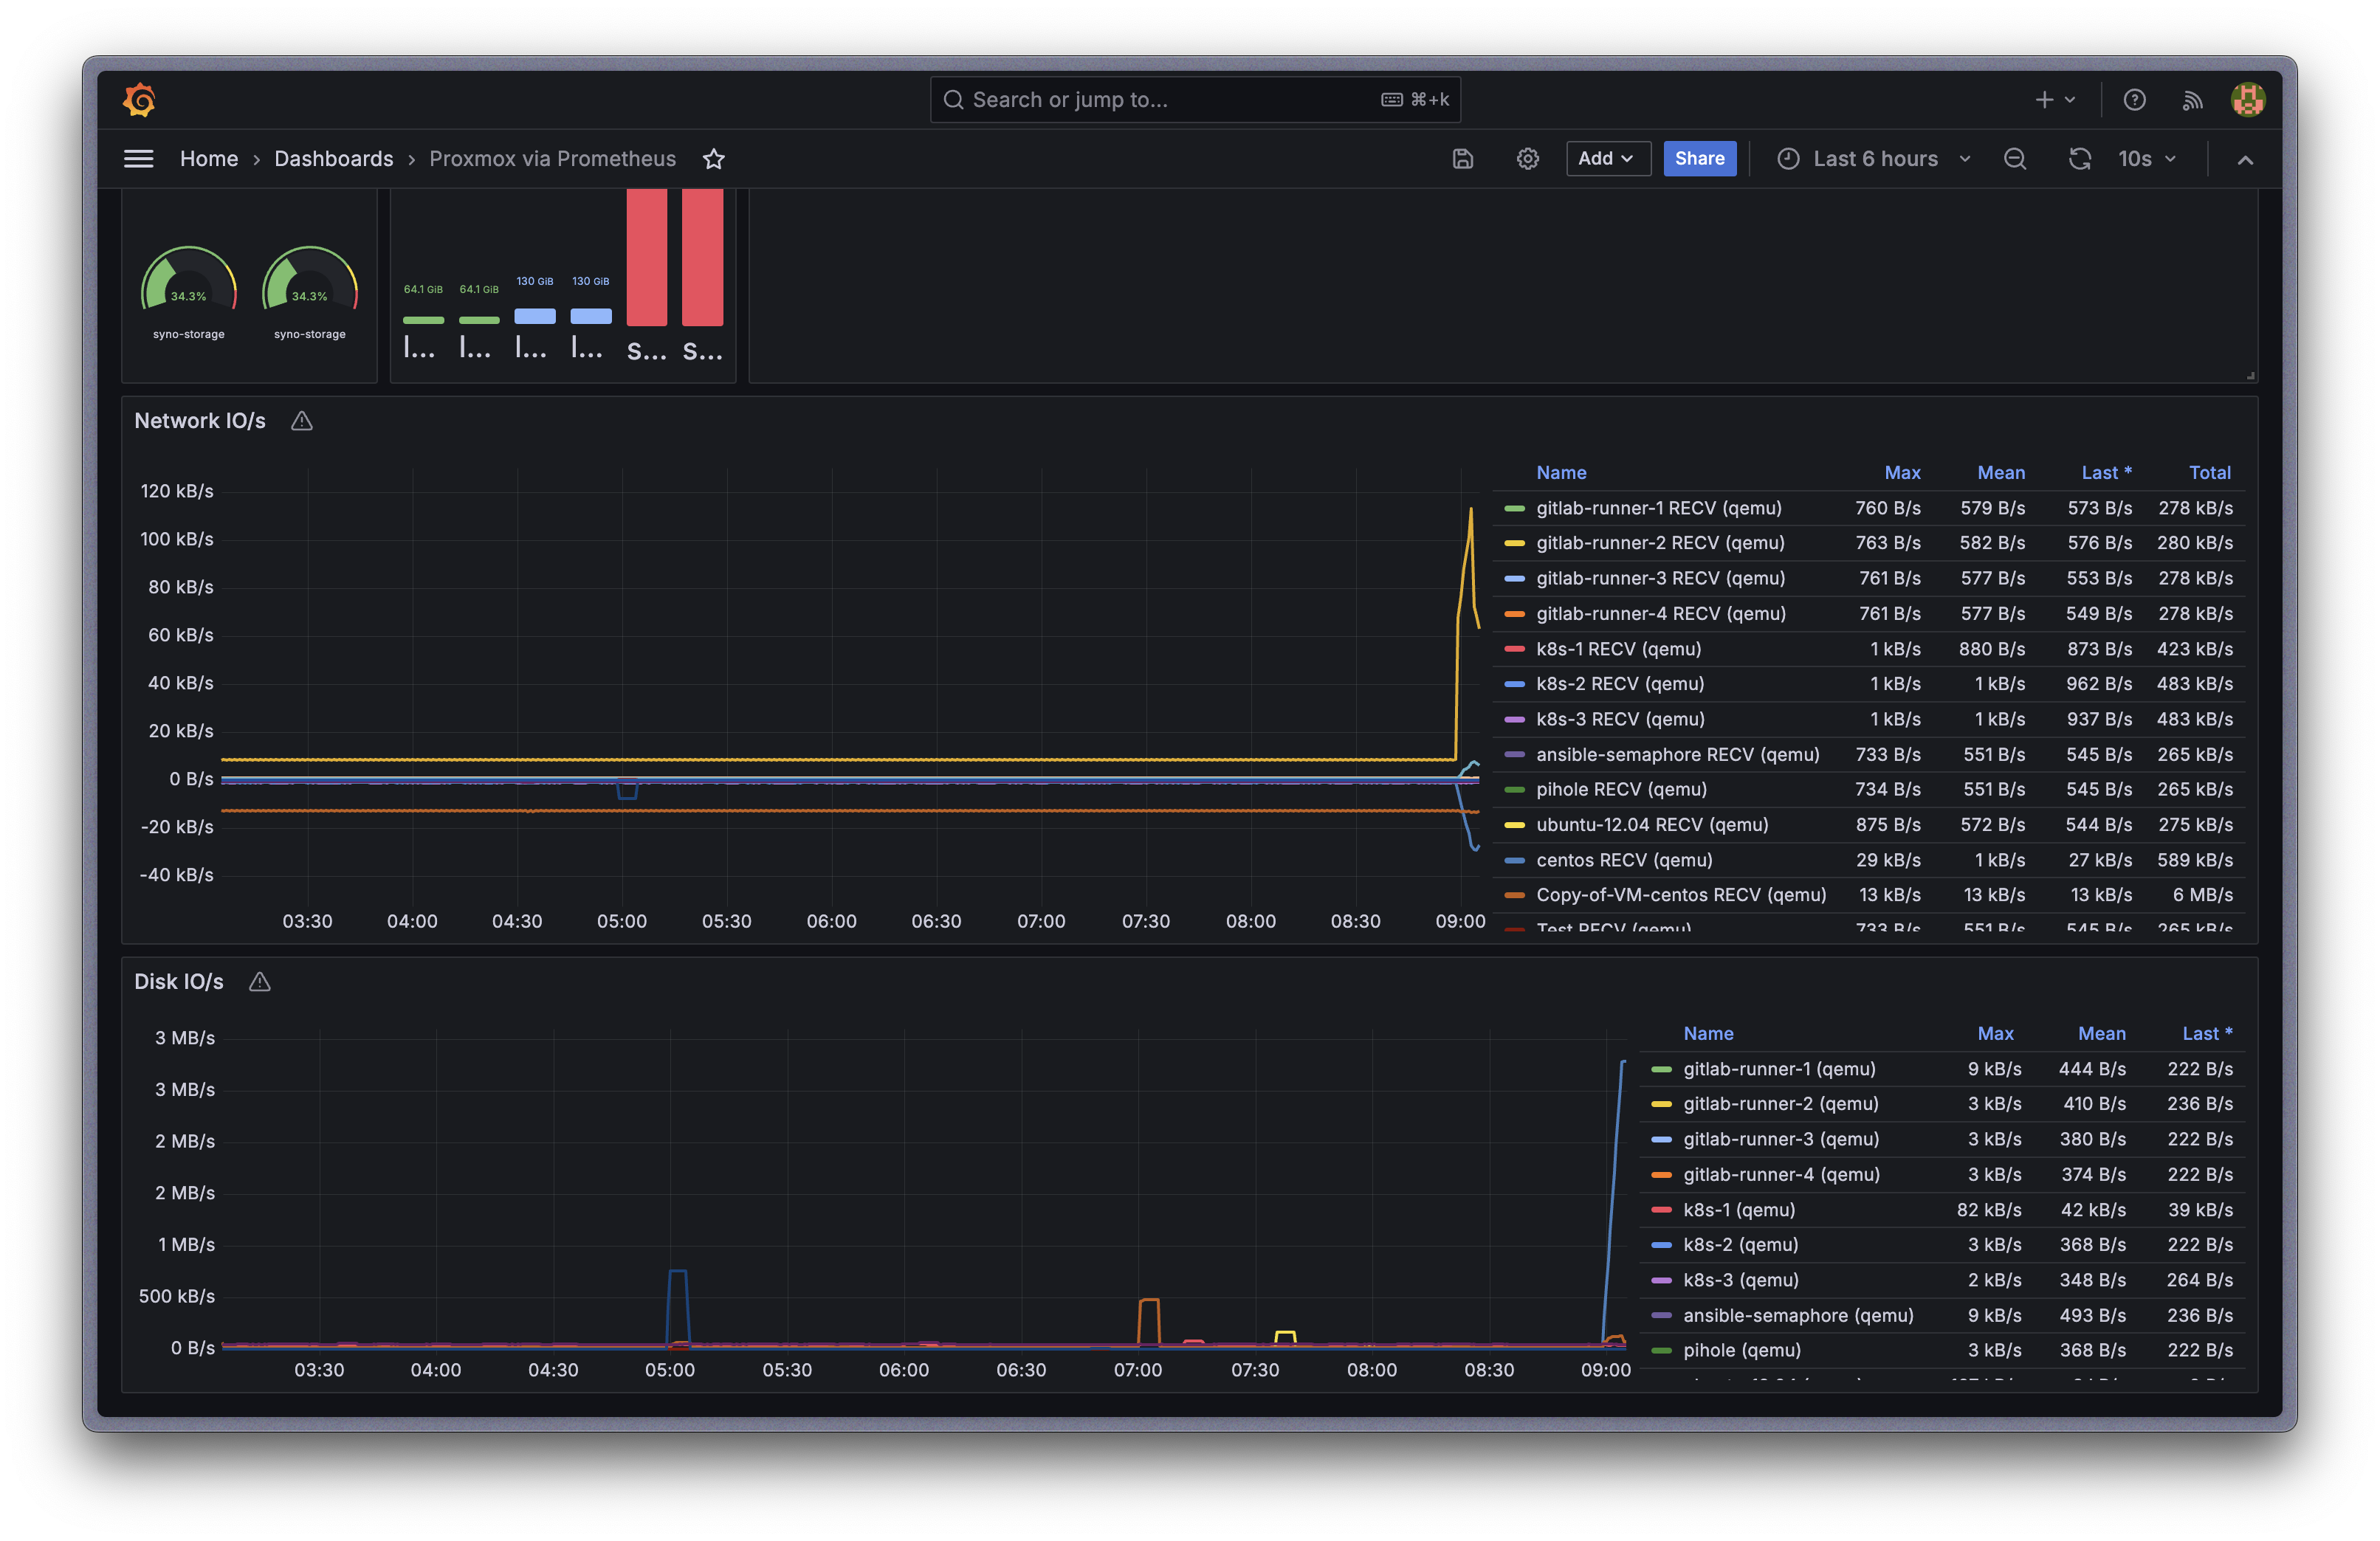 Search or jump to... ⌘+k
Home › Dashboards › Proxmox via Prometheus Add Share Last 6 hours 10s
34.3% 34.3%
syno-storage syno-storage
64.1 GiB 64.1 GiB 130 GiB 130 GiB
l... l... l... l... s... s...
Network IO/s
120 kB/s
100 kB/s
80 kB/s
60 kB/s
40 kB/s
20 kB/s
0 B/s
-20 kB/s
-40 kB/s
03:30 04:00 04:30 05:00 05:30 06:00 06:30 07:00 07:30 08:00 08:30 09:00
Name Max Mean Last * Total
gitlab-runner-1 RECV (qemu) 760 B/s 579 B/s 573 B/s 278 kB/s
gitlab-runner-2 RECV (qemu) 763 B/s 582 B/s 576 B/s 280 kB/s
gitlab-runner-3 RECV (qemu) 761 B/s 577 B/s 553 B/s 278 kB/s
gitlab-runner-4 RECV (qemu) 761 B/s 577 B/s 549 B/s 278 kB/s
k8s-1 RECV (qemu) 1 kB/s 880 B/s 873 B/s 423 kB/s
k8s-2 RECV (qemu) 1 kB/s 1 kB/s 962 B/s 483 kB/s
k8s-3 RECV (qemu) 1 kB/s 1 kB/s 937 B/s 483 kB/s
ansible-semaphore RECV (qemu) 733 B/s 551 B/s 545 B/s 265 kB/s
pihole RECV (qemu) 734 B/s 551 B/s 545 B/s 265 kB/s
ubuntu-12.04 RECV (qemu) 875 B/s 572 B/s 544 B/s 275 kB/s
centos RECV (qemu) 29 kB/s 1 kB/s 27 kB/s 589 kB/s
Copy-of-VM-centos RECV (qemu) 13 kB/s 13 kB/s 13 kB/s 6 MB/s
Test RECV (qemu) 733 B/s 551 B/s 545 B/s 265 kB/s
Disk IO/s
3 MB/s
3 MB/s
2 MB/s
2 MB/s
1 MB/s
500 kB/s
0 B/s
03:30 04:00 04:30 05:00 05:30 06:00 06:30 07:00 07:30 08:00 08:30 09:00
Name Max Mean Last *
gitlab-runner-1 (qemu) 9 kB/s 444 B/s 222 B/s
gitlab-runner-2 (qemu) 3 kB/s 410 B/s 236 B/s
gitlab-runner-3 (qemu) 3 kB/s 380 B/s 222 B/s
gitlab-runner-4 (qemu) 3 kB/s 374 B/s 222 B/s
k8s-1 (qemu) 82 kB/s 42 kB/s 39 kB/s
k8s-2 (qemu) 3 kB/s 368 B/s 222 B/s
k8s-3 (qemu) 2 kB/s 348 B/s 264 B/s
ansible-semaphore (qemu) 9 kB/s 493 B/s 236 B/s
pihole (qemu) 3 kB/s 368 B/s 222 B/s